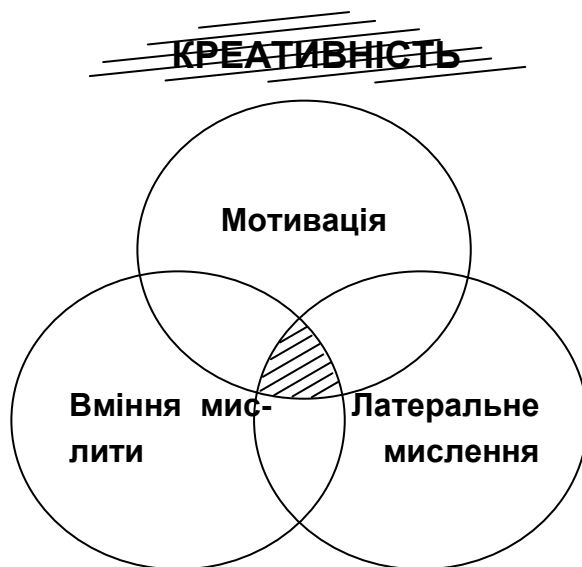 КРЕАТИВНІСТЬ
Мотивація
Вміння мис-
лити
Латеральне
мислення